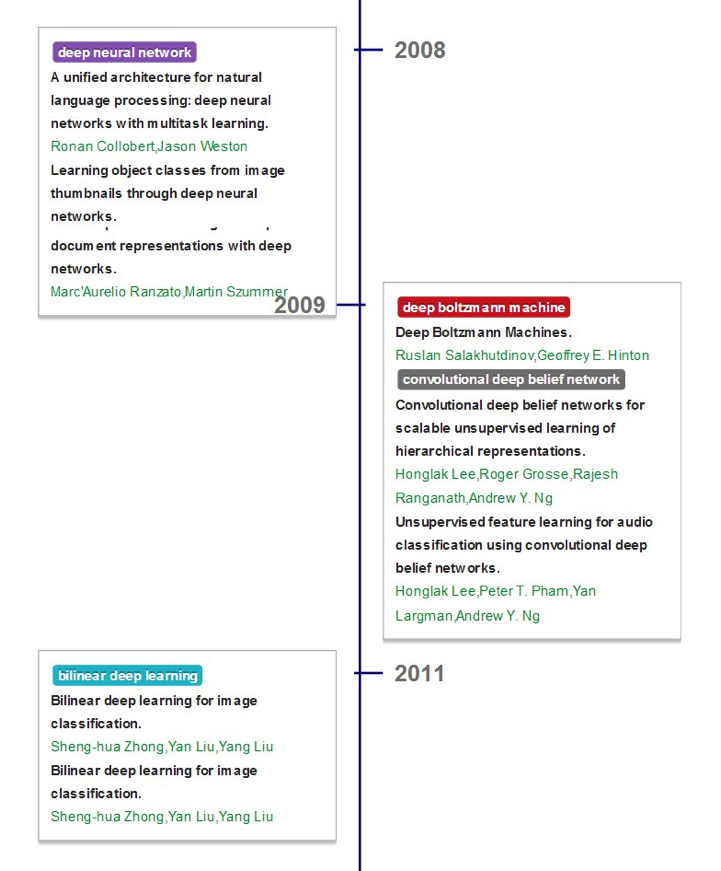 2008
deep neural network
A unified architecture for natural
language processing: deep neural
networks with multitask learning.
Ronan Collobert,Jason Weston
Learning object classes from image
thumbnails through deep neural
networks.
document representations with deep
networks.
Marc'Aurelio Ranzato,Martin Szummer
2009
deep boltzmann machine
Deep Boltzmann Machines.
Ruslan Salakhutdinov,Geoffrey E. Hinton
convolutional deep belief network
Convolutional deep belief networks for
scalable unsupervised learning of
hierarchical representations.
Honglak Lee,Roger Grosse,Rajesh
Ranganath,Andrew Y. Ng
Unsupervised feature learning for audio
classification using convolutional deep
belief networks.
Honglak Lee,Peter T. Pham,Yan
Largman,Andrew Y. Ng
2011
bilinear deep learning
Bilinear deep learning for image
classification.
Sheng-hua Zhong,Yan Liu,Yang Liu
Bilinear deep learning for image
classification.
Sheng-hua Zhong,Yan Liu,Yang Liu